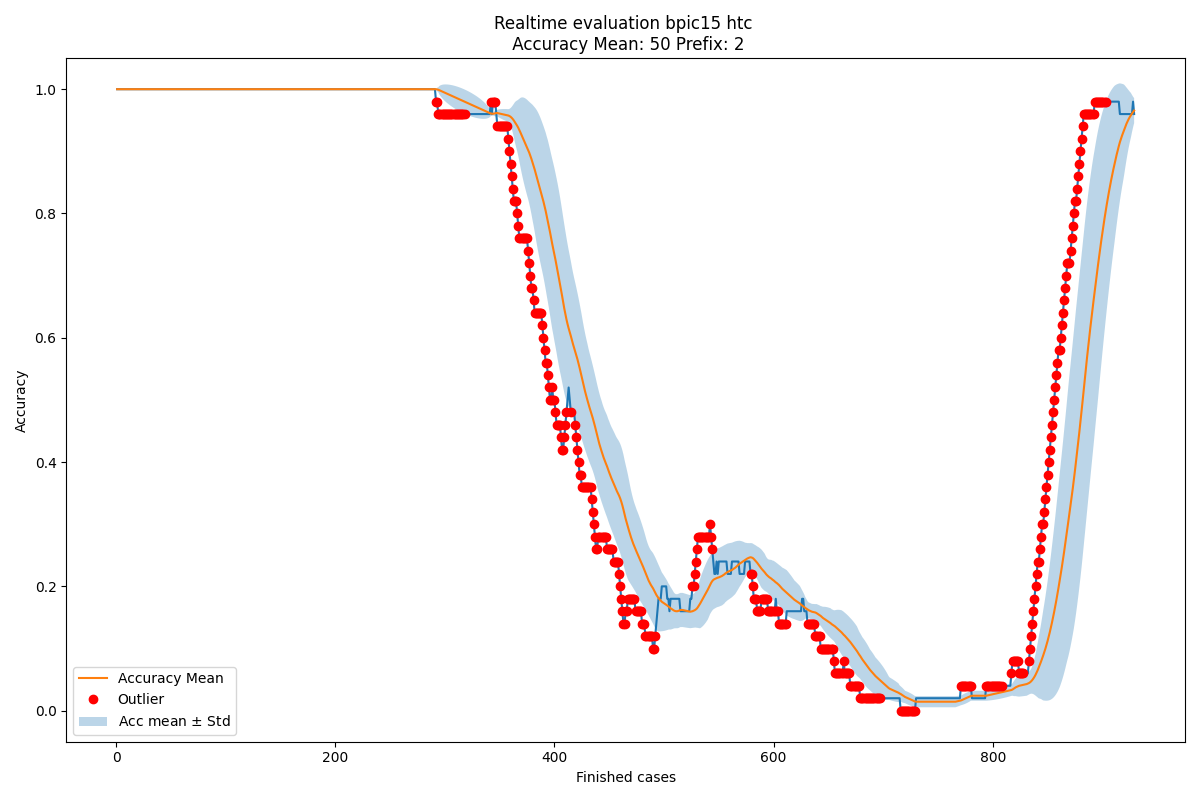 Realtime evaluation bpic15 htc
Accuracy Mean: 50 Prefix: 2
1.0
0.8
0.6
0.4
0.2
0.0
Accuracy
Accuracy Mean
Outlier
Acc mean ± Std
0
200
400
600
800
Finished cases